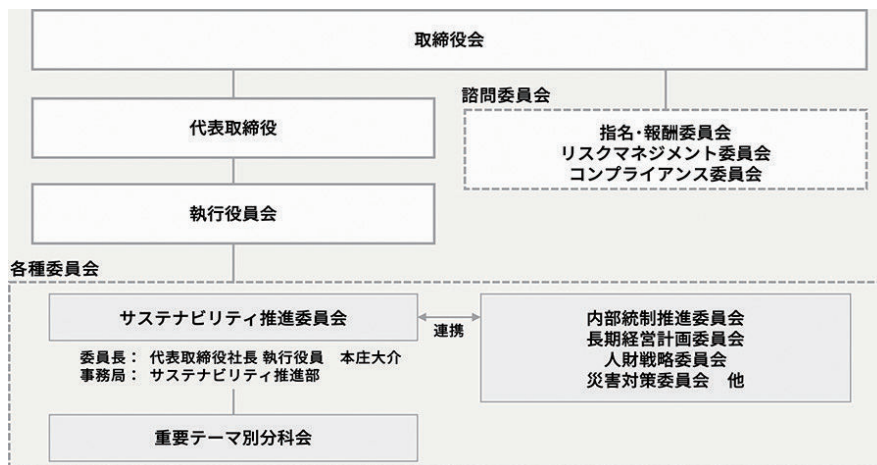 取締役会
諮問委員会
代表取締役
指名・報酬委員会
リスクマネジメント委員会
コンプライアンス委員会
執行役員会
各種委員会
サステナビリティ推進委員会
連携
内部統制推進委員会
長期経営計画委員会
人財戦略委員会
災害対策委員会　他
委員長： 代表取締役社長 執行役員　本庄大介
事務局： サステナビリティ推進部
重要テーマ別分科会